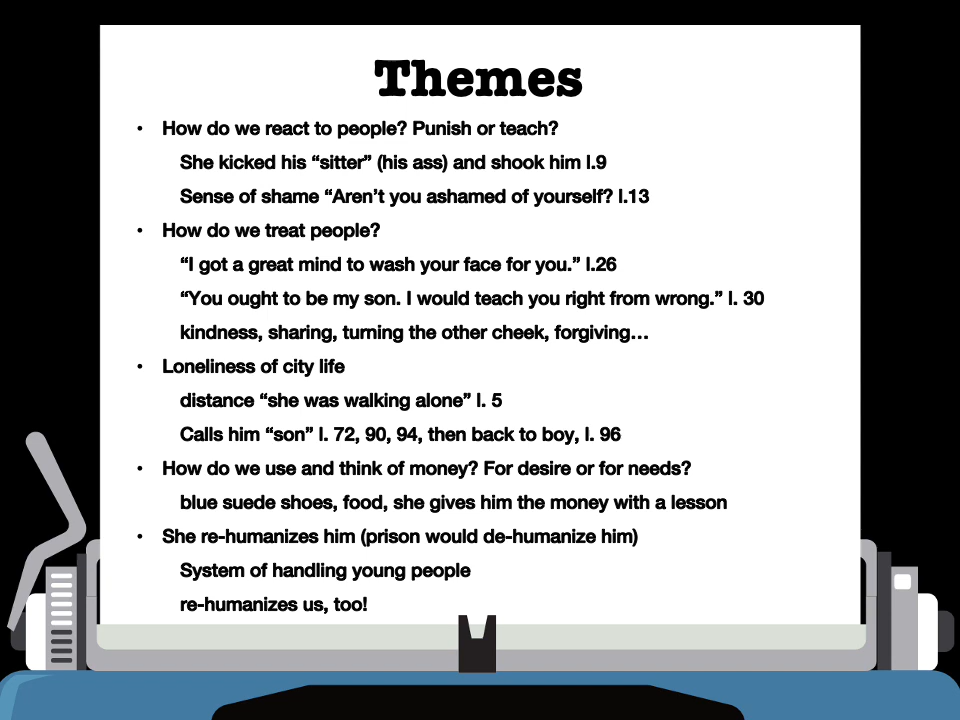 Themes
• How do we react to people? Punish or teach?
She kicked his “sitter” (his ass) and shook him l.9
Sense of shame “Aren’t you ashamed of yourself? l.13
• How do we treat people?
“I got a great mind to wash your face for you.” l.26
“You ought to be my son. I would teach you right from wrong.” l. 30
kindness, sharing, turning the other cheek, forgiving…
• Loneliness of city life
distance “she was walking alone” l. 5
Calls him “son” l. 72, 90, 94, then back to boy, l. 96
• How do we use and think of money? For desire or for needs?
blue suede shoes, food, she gives him the money with a lesson
• She re-humanizes him (prison would de-humanize him)
System of handling young people
re-humanizes us, too!